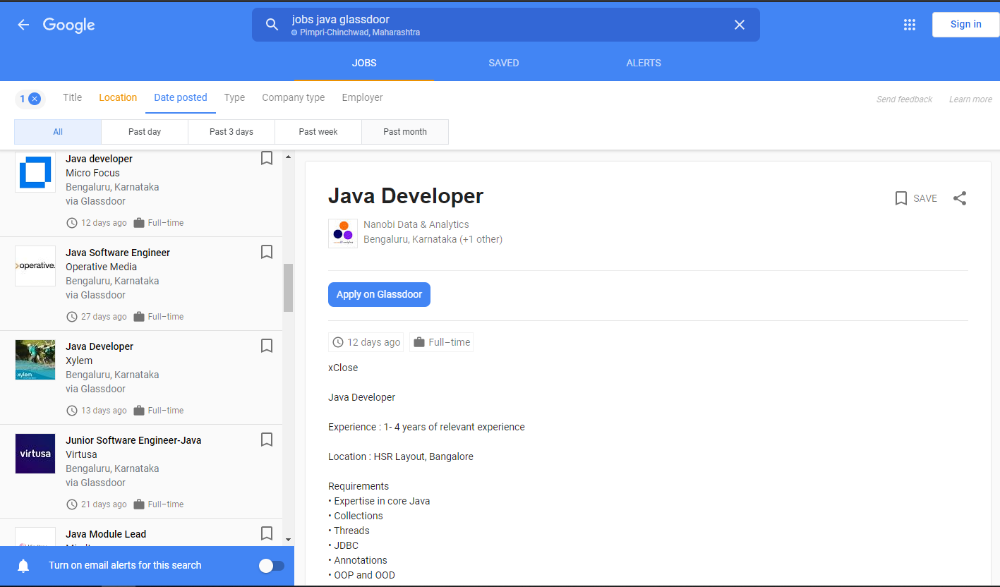 Google
jobs java glassdoor
Pimpri-Chinchwad, Maharashtra
Sign in
JOBS
SAVED
ALERTS
1
Title
Location
Date posted
Type
Company type
Employer
Send feedback
Learn more
All
Past day
Past 3 days
Past week
Past month
Java developer
Micro Focus
Bengaluru, Karnataka
via Glassdoor
12 days ago
Full–time
operative.
Java Software Engineer
Operative Media
Bengaluru, Karnataka
via Glassdoor
27 days ago
Full–time
xylem
Java Developer
Xylem
Bengaluru, Karnataka
via Glassdoor
13 days ago
Full–time
virtusa
Junior Software Engineer-Java
Virtusa
Bengaluru, Karnataka
via Glassdoor
21 days ago
Full–time
Java Module Lead
Turn on email alerts for this search
Java Developer
SAVE
Nanobi Data & Analytics
Bengaluru, Karnataka (+1 other)
Apply on Glassdoor
12 days ago
Full–time
xClose
Java Developer
Experience : 1- 4 years of relevant experience
Location : HSR Layout, Bangalore
Requirements
• Expertise in core Java
• Collections
• Threads
• JDBC
• Annotations
• OOP and OOD